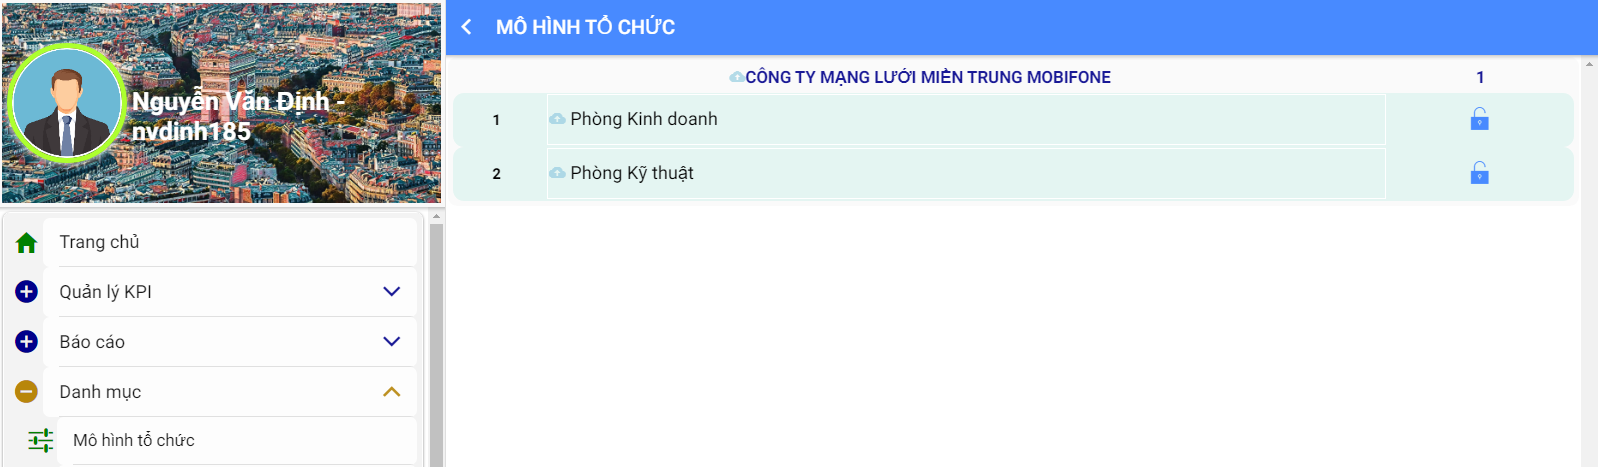 Nguyễn Văn Định -
nvdinh185
Trang chủ
Quản lý KPI
Báo cáo
Danh mục
Mô hình tổ chức
MÔ HÌNH TỔ CHỨC
CÔNG TY MẠNG LƯỚI MIỀN TRUNG MOBIFONE 1
1 Phòng Kinh doanh
2 Phòng Kỹ thuật